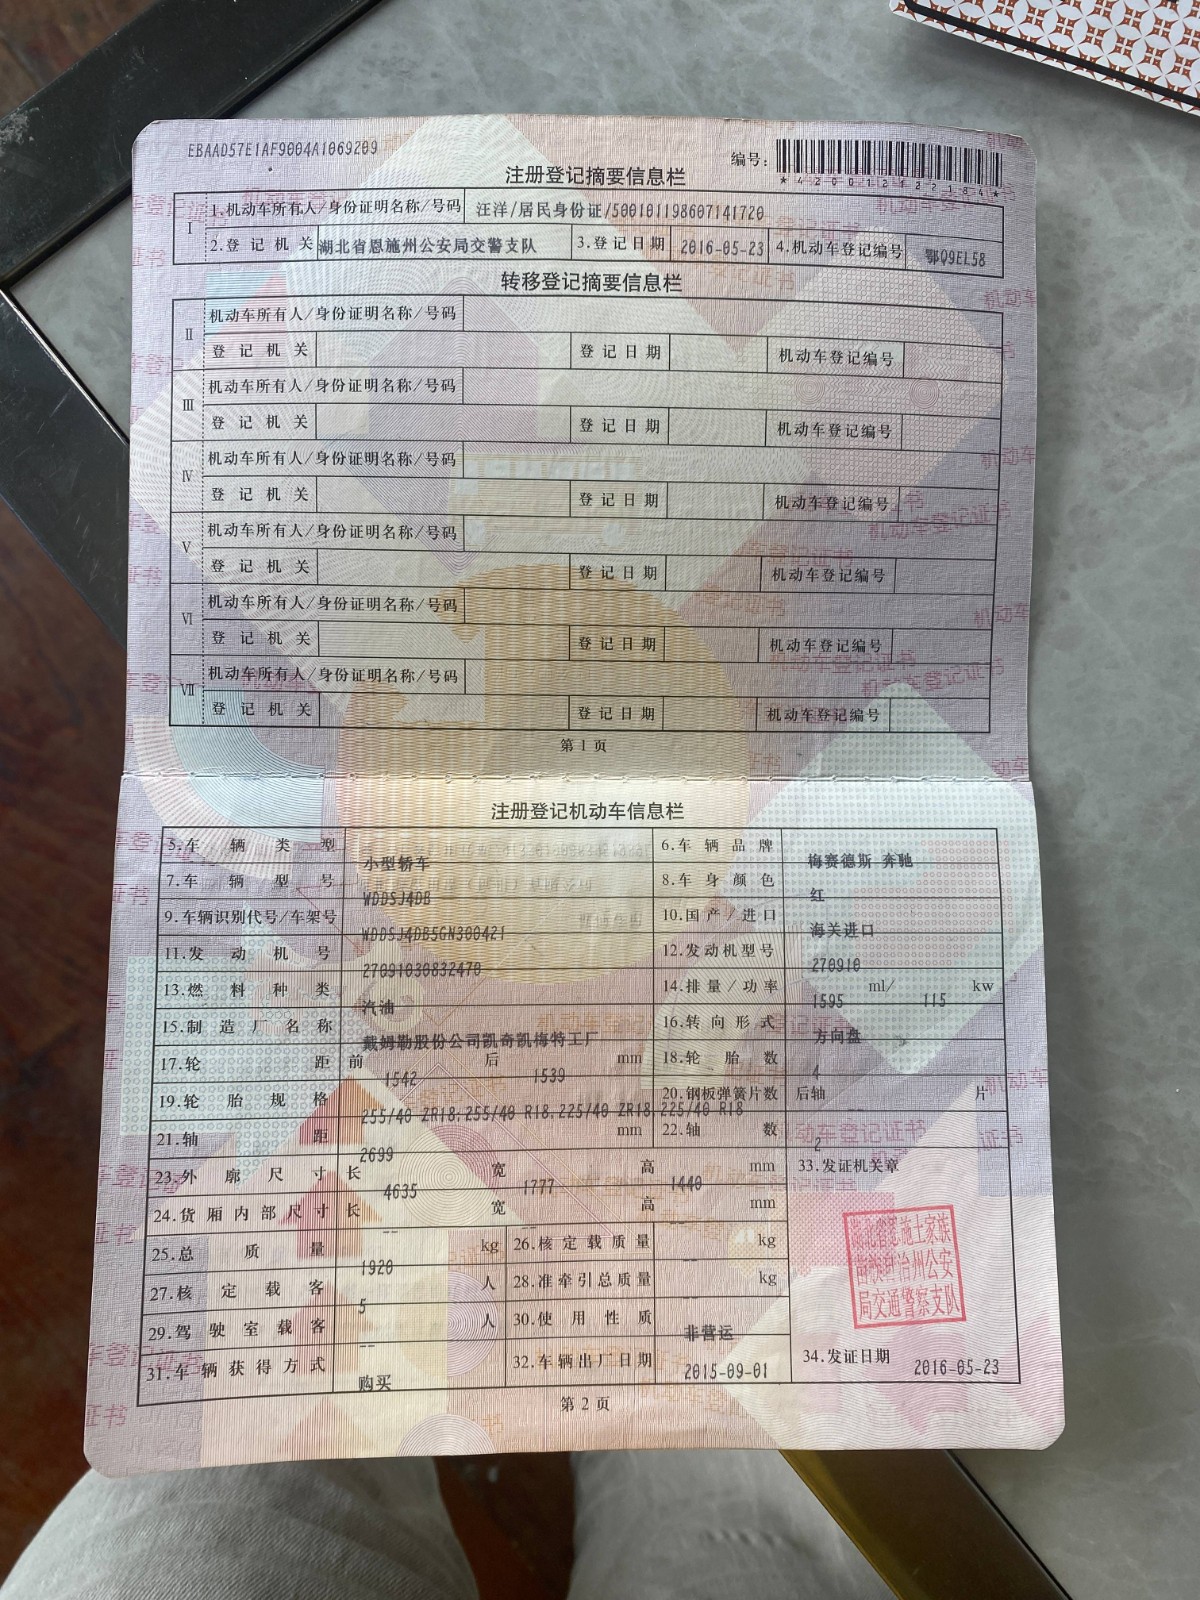 EBAAD57E1AF9004A1069209
编号:
*420012122184*
注册登记摘要信息栏
I 1.机动车所有人/身份证明名称/号码 汪洋/居民身份证/500101198607141720
2.登记机关 湖北省恩施州公安局交警支队 3.登记日期 2016-05-23 4.机动车登记编号 鄂Q9EL58
转移登记摘要信息栏
II 机动车所有人/身份证明名称/号码
登记机关 登记日期 机动车登记编号
III 机动车所有人/身份证明名称/号码
登记机关 登记日期 机动车登记编号
IV 机动车所有人/身份证明名称/号码
登记机关 登记日期 机动车登记编号
V 机动车所有人/身份证明名称/号码
登记机关 登记日期 机动车登记编号
VI 机动车所有人/身份证明名称/号码
登记机关 登记日期 机动车登记编号
VII 机动车所有人/身份证明名称/号码
登记机关 登记日期 机动车登记编号
第1页
注册登记机动车信息栏
5.车辆类型 小型轿车 6.车辆品牌 梅赛德斯 奔驰
7.车辆型号 WDDSJ4DB 8.车身颜色 红
9.车辆识别代号/车架号 WDDSJ4DB5GN300421 10.国产/进口 海关进口
11.发动机号 27091030832470 12.发动机型号 270910
13.燃料种类 汽油 14.排量/功率 1595 ml/ 115 kw
15.制造厂名称 戴姆勒股份公司凯奇凯梅特工厂 16.转向形式 方向盘
17.轮距 前 1542 后 1539 mm 18.轮胎数 4
19.轮胎规格 255/40 ZR18,255/40 R18,225/40 ZR18,225/40 R18 20.钢板弹簧片数 后轴 -- 片
21.轴距 2699 mm 22.轴数 2
23.外廓尺寸 长 4635 宽 1777 高 1440 mm 33.发证机关章
24.货厢内部尺寸 长 -- 宽 -- 高 -- mm
湖北省恩施土家族
苗族自治州公安
局交通警察支队
25.总质量 1920 kg 26.核定载质量 -- kg
27.核定载客 5 人 28.准牵引总质量 -- kg
29.驾驶室载客 -- 人 30.使用性质 非营运
31.车辆获得方式 购买 32.车辆出厂日期 2015-09-01 34.发证日期 2016-05-23
第2页